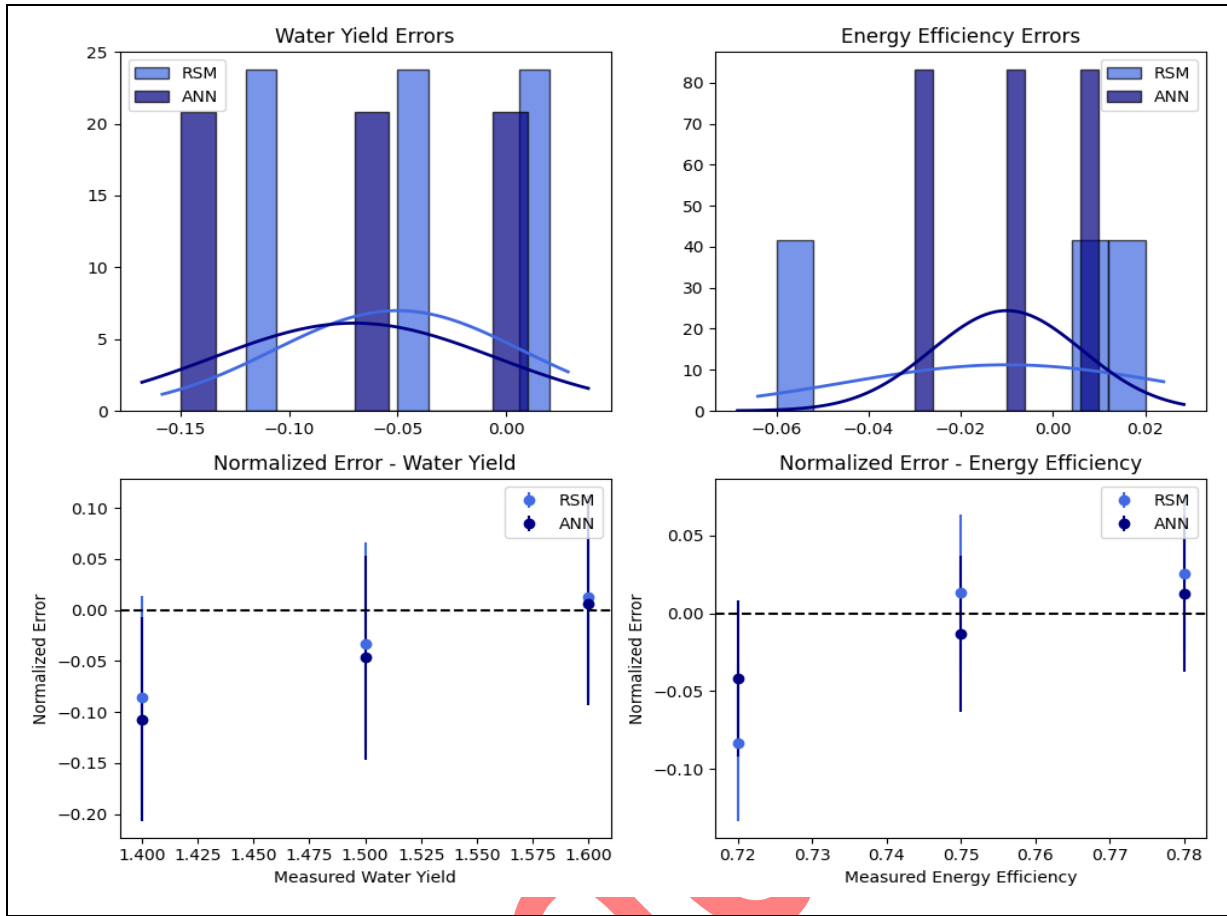 Water Yield Errors
25
20
15
10
5
0
RSM
ANN
−0.15 −0.10 −0.05 0.00
Energy Efficiency Errors
80
70
60
50
40
30
20
10
0
RSM
ANN
−0.06 −0.04 −0.02 0.00 0.02
Normalized Error - Water Yield
Normalized Error
0.10
0.05
0.00
−0.05
−0.10
−0.15
−0.20
RSM
ANN
1.400 1.425 1.450 1.475 1.500 1.525 1.550 1.575 1.600
Measured Water Yield
Normalized Error - Energy Efficiency
Normalized Error
0.05
0.00
−0.05
−0.10
RSM
ANN
0.72 0.73 0.74 0.75 0.76 0.77 0.78
Measured Energy Efficiency